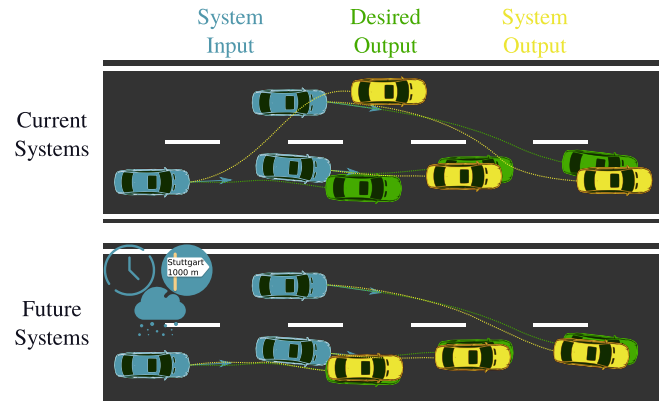 System Input
Desired Output
System Output
Current Systems
Stuttgart
1000 m
Future Systems